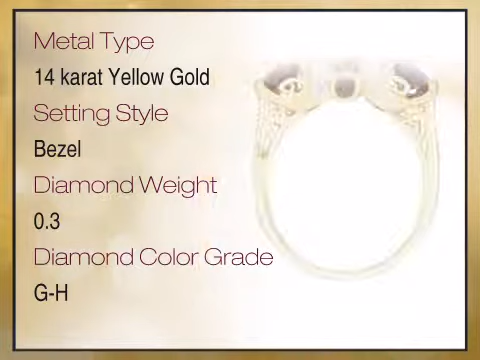 Metal Type
14 karat Yellow Gold
Setting Style
Bezel
Diamond Weight
0.3
Diamond Color Grade
G-H